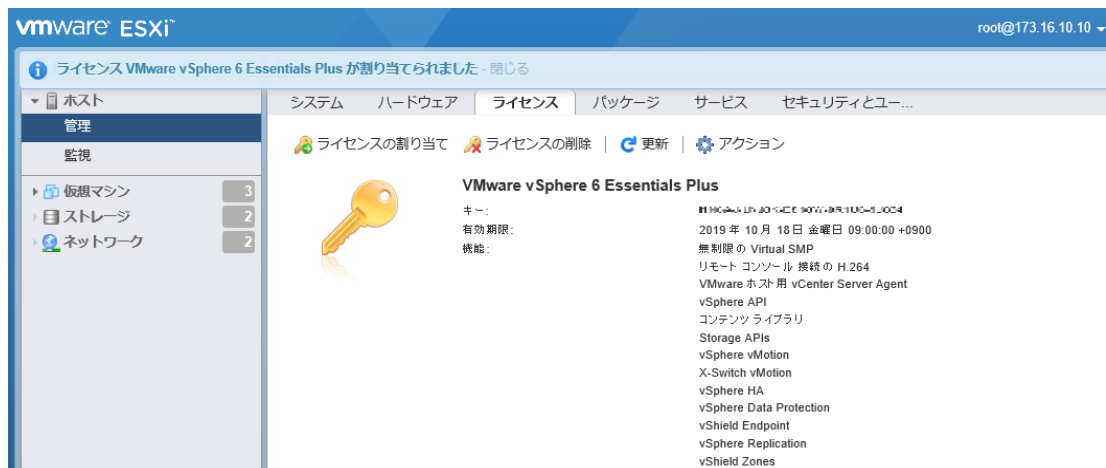 vmware ESXi™
root@173.16.10.10
ライセンス VMware vSphere 6 Essentials Plus が割り当てられました - 閉じる
ホスト
管理
監視
仮想マシン 3
ストレージ 2
ネットワーク 2
システム ハードウェア ライセンス パッケージ サービス セキュリティとユー...
ライセンスの割り当て ライセンスの削除 更新 アクション
VMware vSphere 6 Essentials Plus
キー:
有効期限: 2019 年 10 月 18 日 金曜日 09:00:00 +0900
機能: 無制限の Virtual SMP
リモート コンソール 接続の H.264
VMware ホスト用 vCenter Server Agent
vSphere API
コンテンツ ライブラリ
Storage APIs
vSphere vMotion
X-Switch vMotion
vSphere HA
vSphere Data Protection
vShield Endpoint
vSphere Replication
vShield Zones